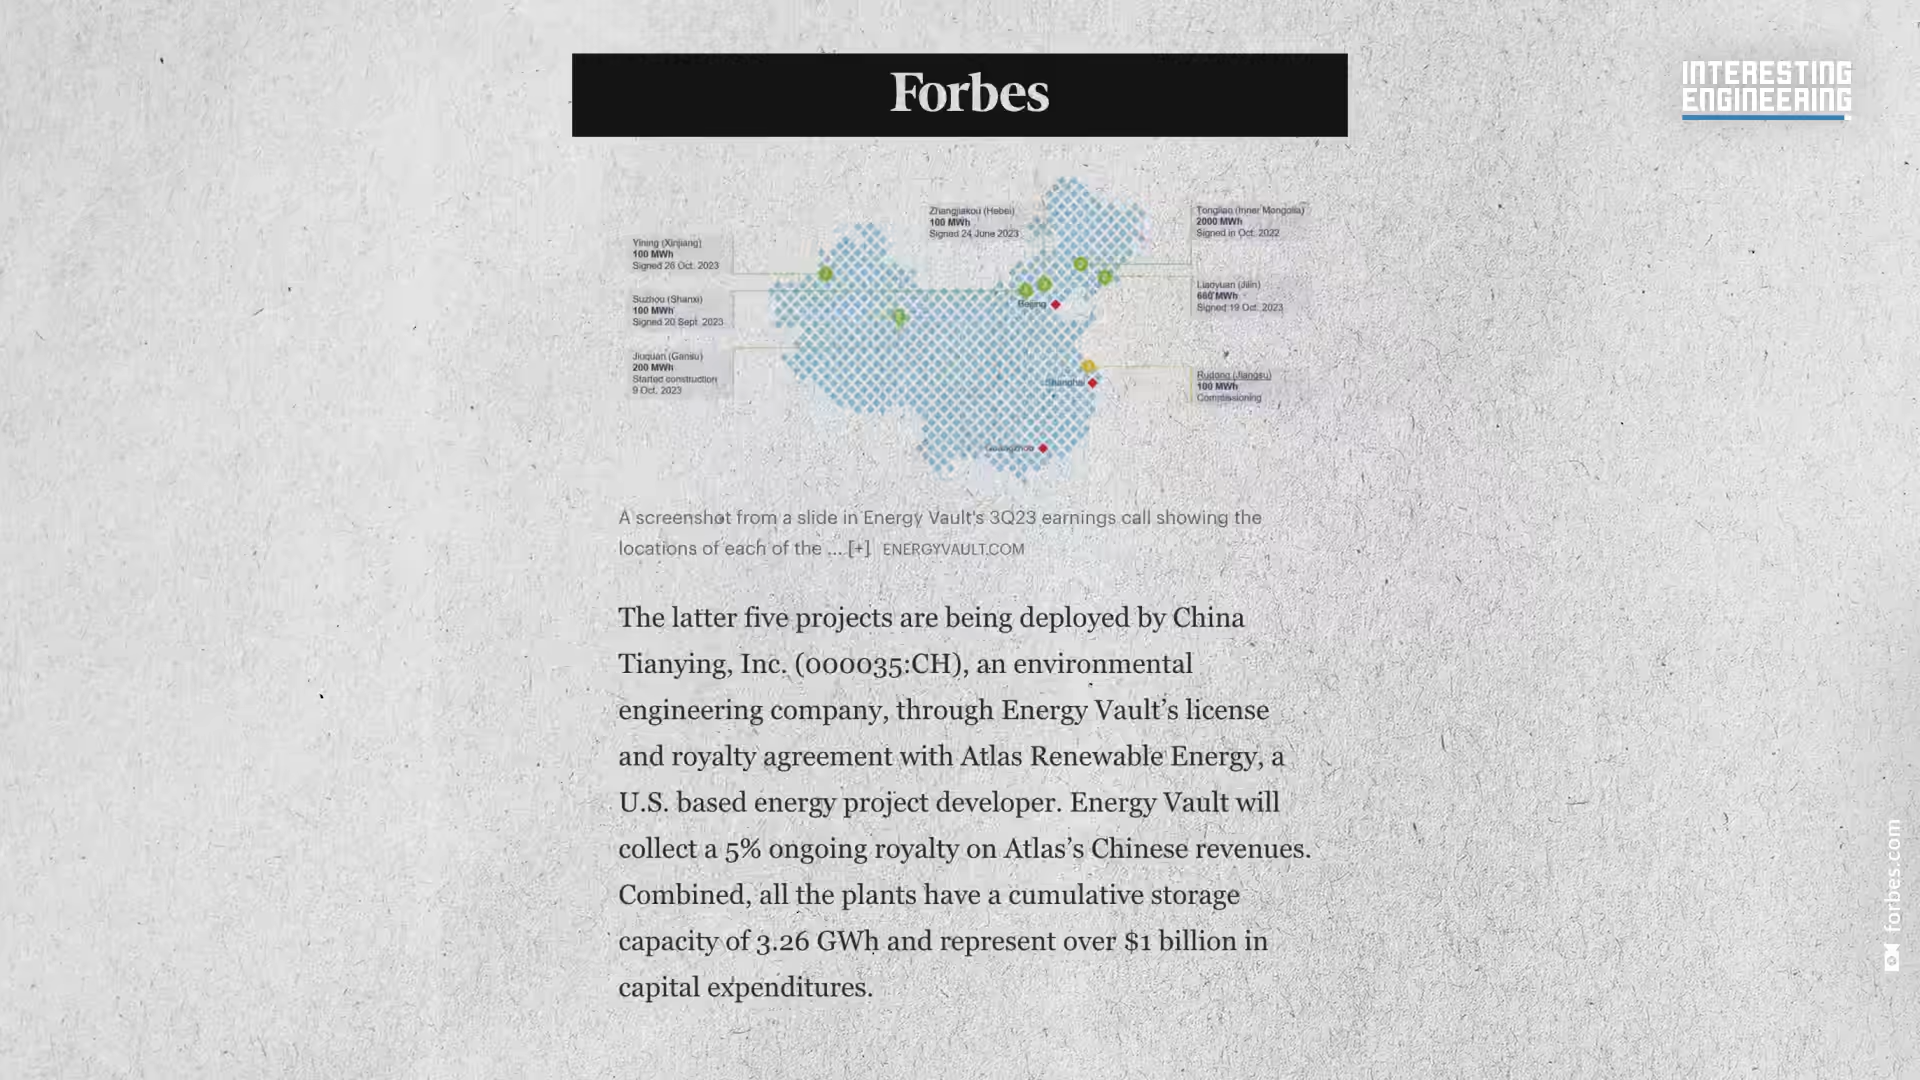 Forbes
INTERESTING
ENGINEERING
Zhangjiakou (Hebei)
100 MWh
Signed 24 June 2023
Tongliao (Inner Mongolia)
2000 MWh
Signed in Oct. 2022
Yining (Xinjiang)
100 MWh
Signed 26 Oct. 2023
Suzhou (Shanxi)
100 MWh
Signed 20 Sept. 2023
Jiuquan (Gansu)
200 MWh
Started construction
9 Oct. 2023
Liaoyuan (Jilin)
660 MWh
Signed 19 Oct. 2023
Rudong (Jiangsu)
100 MWh
Commissioning
Beijing
Shanghai
Guangzhou
A screenshot from a slide in Energy Vault's 3Q23 earnings call showing the
locations of each of the ... [+] ENERGYVAULT.COM
The latter five projects are being deployed by China
Tianying, Inc. (000035:CH), an environmental
engineering company, through Energy Vault’s license
and royalty agreement with Atlas Renewable Energy, a
U.S. based energy project developer. Energy Vault will
collect a 5% ongoing royalty on Atlas’s Chinese revenues.
Combined, all the plants have a cumulative storage
capacity of 3.26 GWh and represent over $1 billion in
capital expenditures.
forbes.com